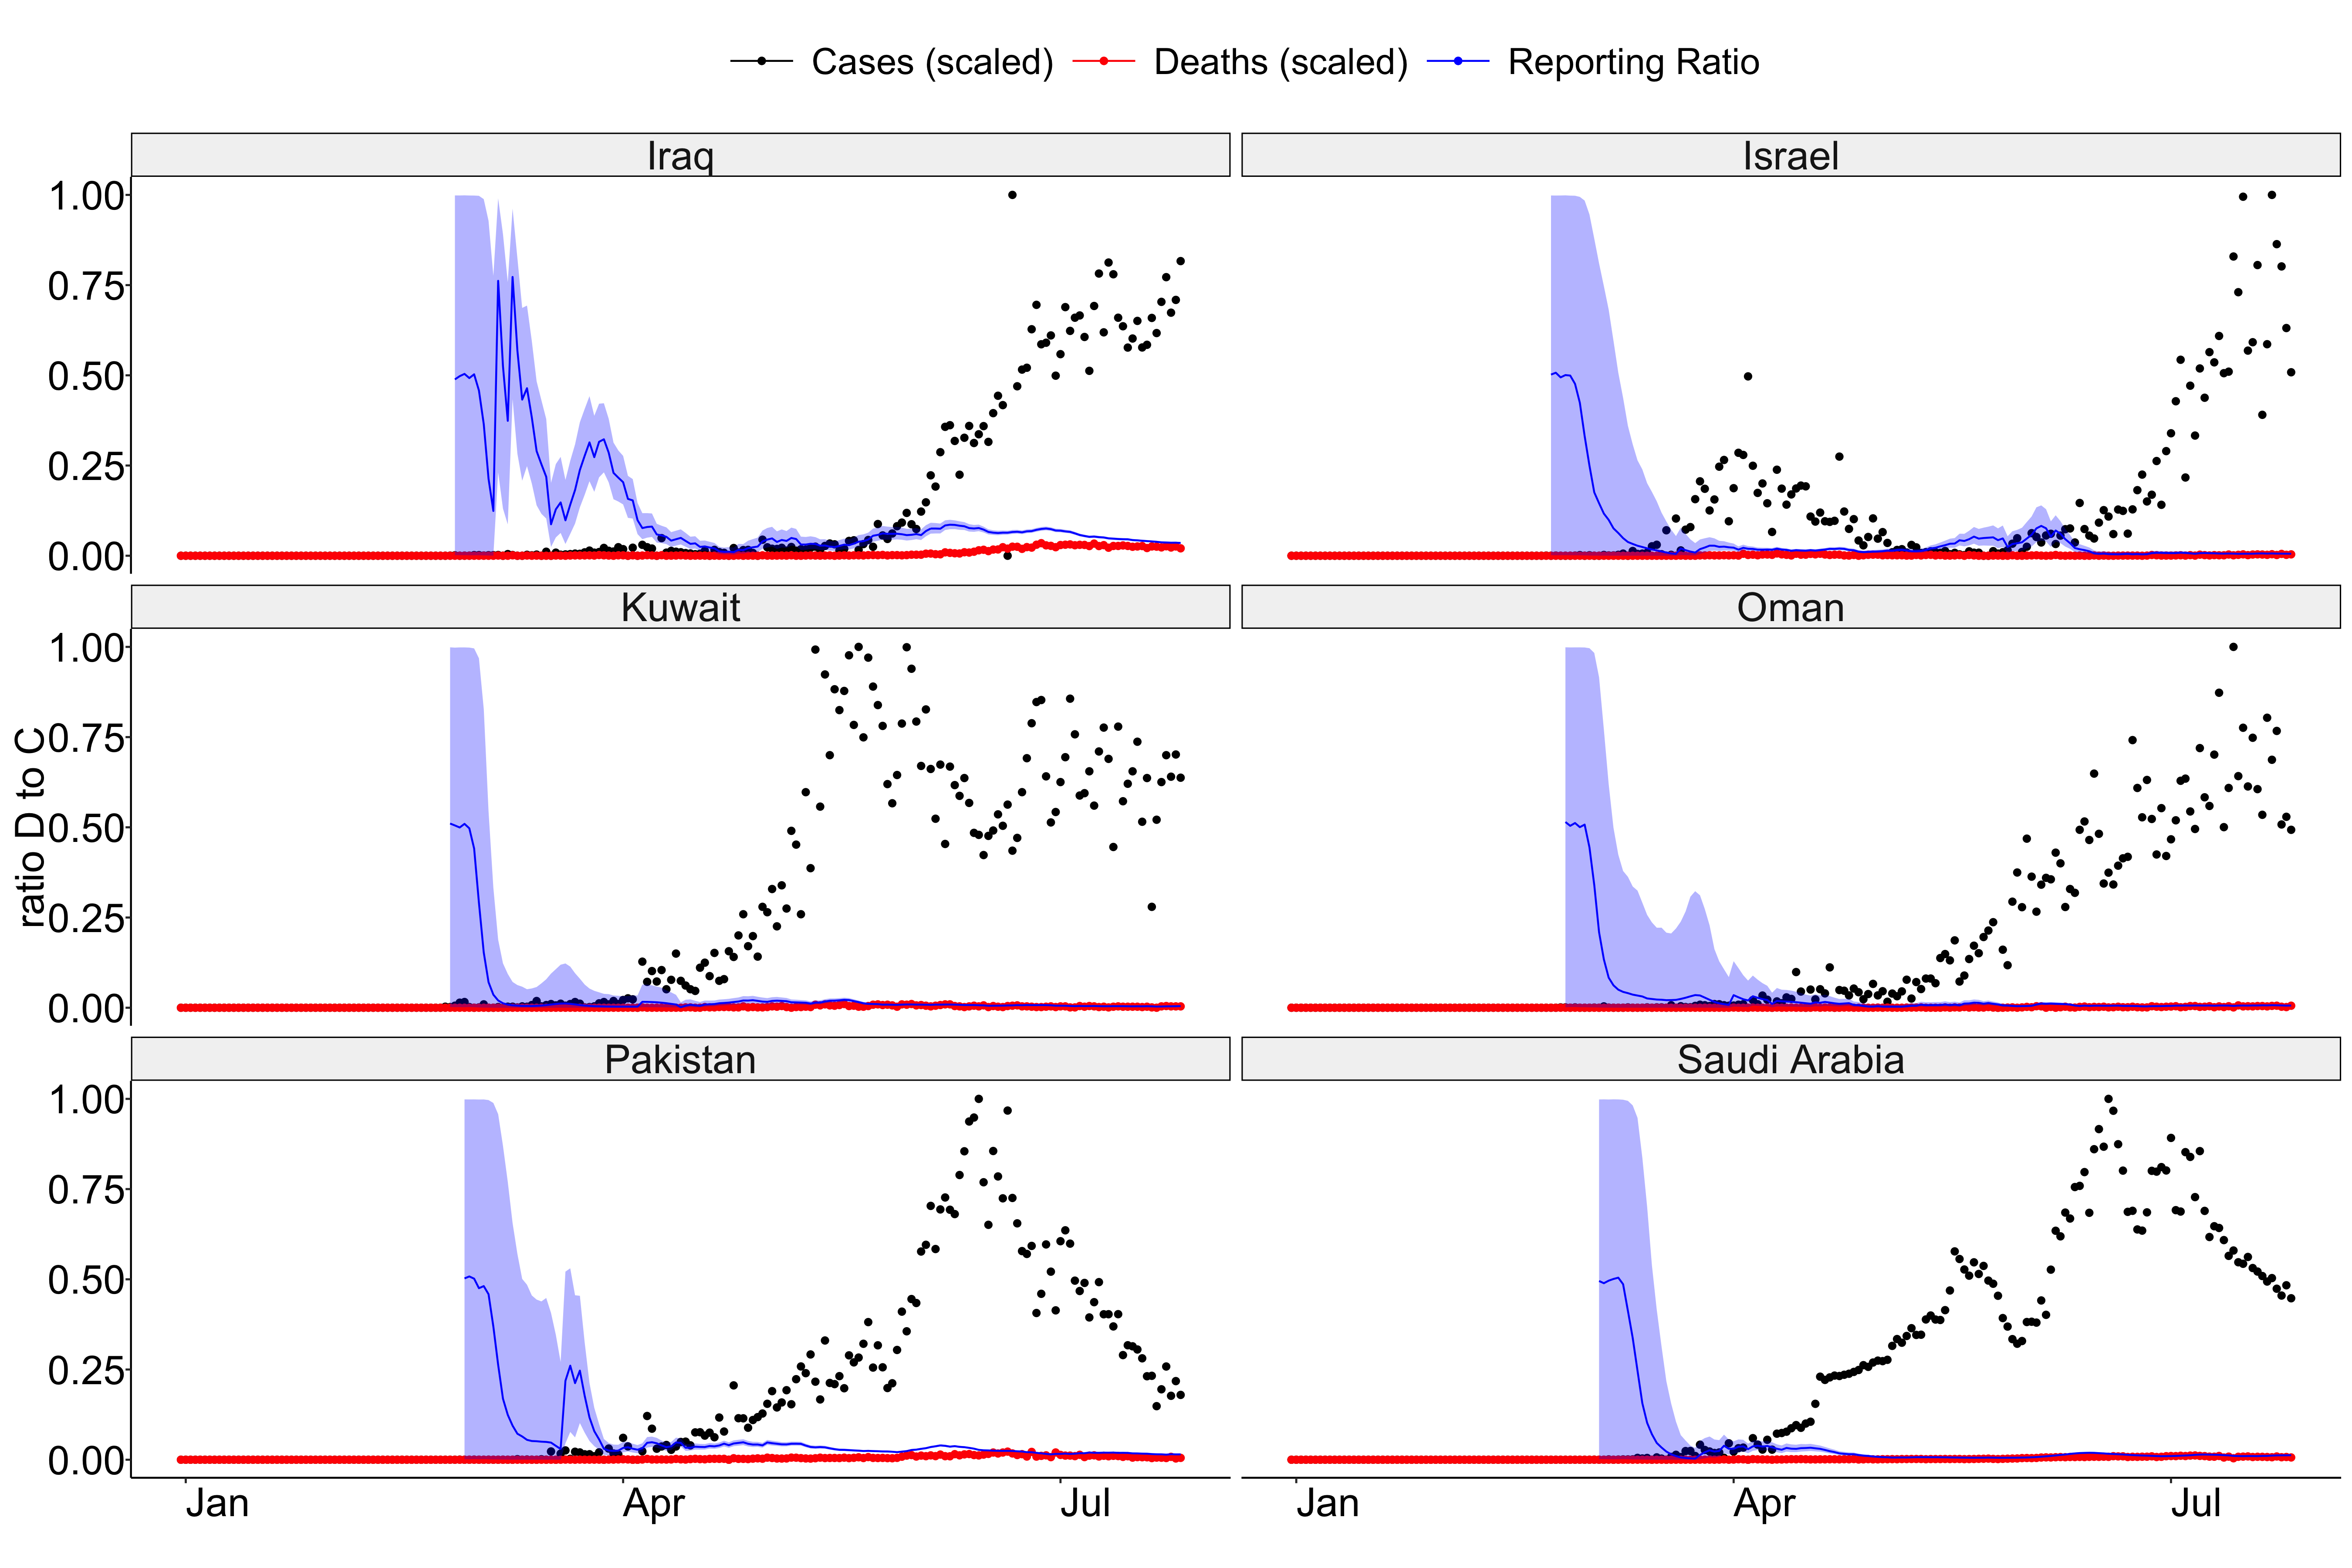 Cases (scaled) Deaths (scaled) Reporting Ratio
Iraq Israel
1.00
0.75
0.50
0.25
0.00
Kuwait Oman
1.00
0.75
0.50
0.25
0.00
ratio D to C
Pakistan Saudi Arabia
1.00
0.75
0.50
0.25
0.00
Jan Apr Jul Jan Apr Jul